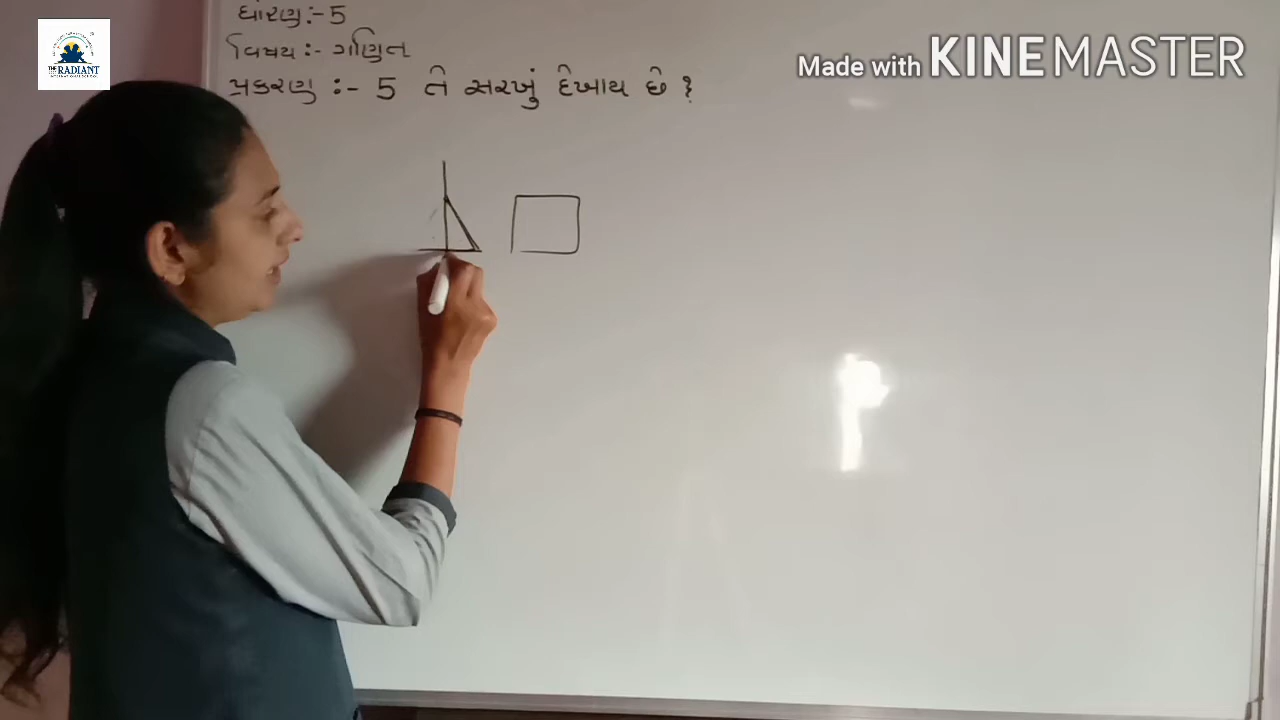 ધોરણ:- 5
વિષય :- ગણિત
પ્રકરણ :- 5 તે સરખું દેખાય છે ?
Made with KINEMASTER
THE RADIANT